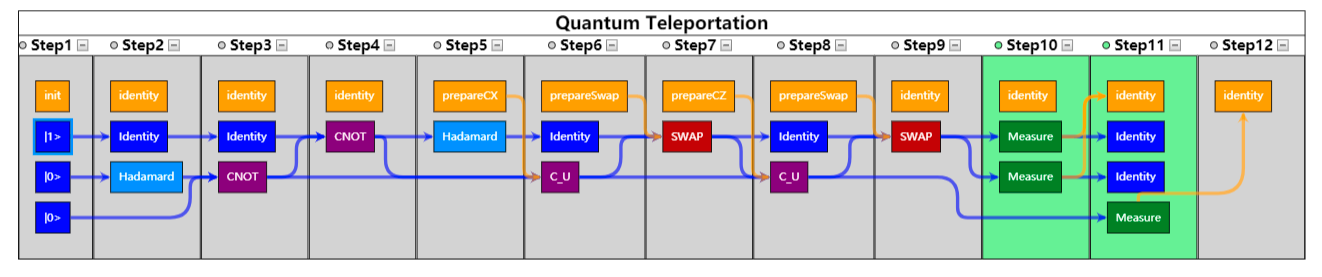 Quantum Teleportation
Step1 Step2 Step3 Step4 Step5 Step6 Step7 Step8 Step9 Step10 Step11 Step12
init identity identity identity prepareCX prepareSwap prepareCZ prepareSwap identity identity identity identity
|1> Identity Identity CNOT Hadamard Identity SWAP Identity SWAP Measure Identity
|0> Hadamard CNOT C_U C_U Measure Identity
|0> Measure